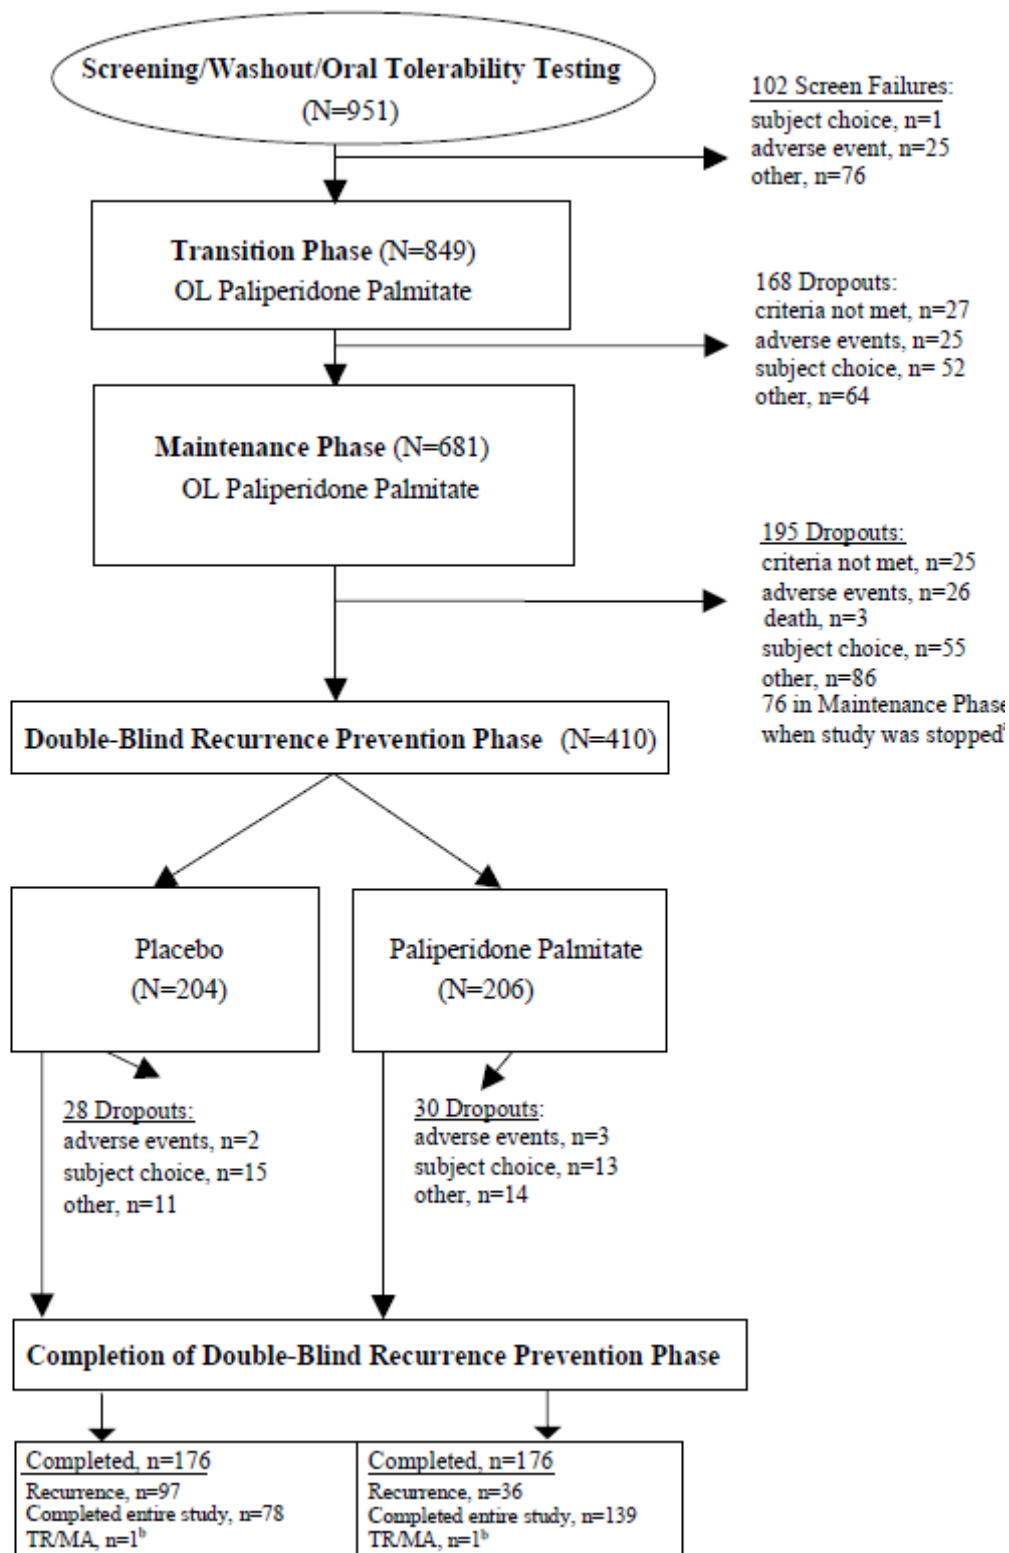 Screening/Washout/Oral Tolerability Testing
(N=951)
102 Screen Failures:
subject choice, n=1
adverse event, n=25
other, n=76
Transition Phase (N=849)
OL Paliperidone Palmitate
168 Dropouts:
criteria not met, n=27
adverse events, n=25
subject choice, n= 52
other, n=64
Maintenance Phase (N=681)
OL Paliperidone Palmitate
195 Dropouts:
criteria not met, n=25
adverse events, n=26
death, n=3
subject choice, n=55
other, n=86
76 in Maintenance Phase
when study was stopped
Double-Blind Recurrence Prevention Phase (N=410)
Placebo
(N=204)
Paliperidone Palmitate
(N=206)
28 Dropouts:
adverse events, n=2
subject choice, n=15
other, n=11
30 Dropouts:
adverse events, n=3
subject choice, n=13
other, n=14
Completion of Double-Blind Recurrence Prevention Phase
Completed, n=176
Recurrence, n=97
Completed entire study, n=78
TR/MA, n=1ᵇ
Completed, n=176
Recurrence, n=36
Completed entire study, n=139
TR/MA, n=1ᵇ